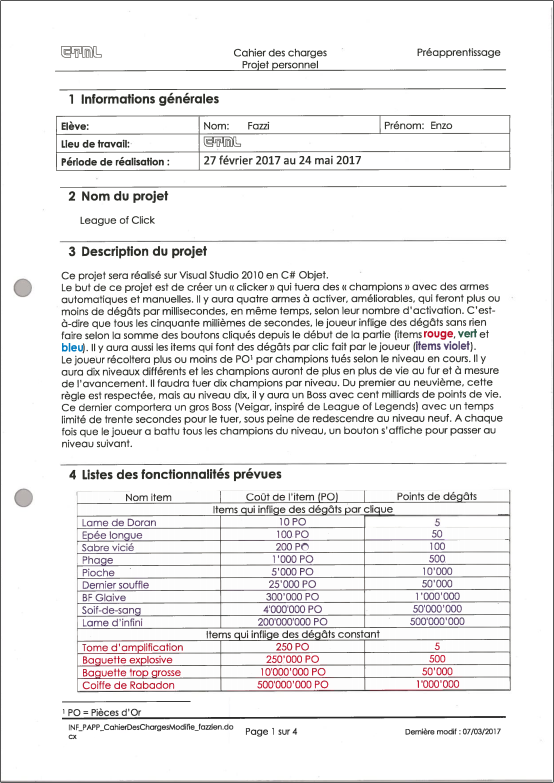 ETML Cahier des charges Préapprentissage
Projet personnel
1 Informations générales
Elève: Nom: Fazzi Prénom: Enzo
Lieu de travail: ETML
Période de réalisation : 27 février 2017 au 24 mai 2017
2 Nom du projet
League of Click
3 Description du projet
Ce projet sera réalisé sur Visual Studio 2010 en C# Objet.
Le but de ce projet est de créer un « clicker » qui tuera des « champions » avec des armes
automatiques et manuelles. Il y aura quatre armes à activer, améliorables, qui feront plus ou
moins de dégâts par millisecondes, en même temps, selon leur nombre d'activation. C'est-
à-dire que tous les cinquante millièmes de secondes, le joueur inflige des dégâts sans rien
faire selon la somme des boutons cliqués depuis le début de la partie (items rouge, vert et
bleu). Il y aura aussi les items qui font des dégâts par clic fait par le joueur (items violet).
Le joueur récoltera plus ou moins de PO¹ par champions tués selon le niveau en cours. Il y
aura dix niveaux différents et les champions auront de plus en plus de vie au fur et à mesure
de l'avancement. Il faudra tuer dix champions par niveau. Du premier au neuvième, cette
règle est respectée, mais au niveau dix, il y aura un Boss avec cent milliards de points de vie.
Ce dernier comportera un gros Boss (Veigar, inspiré de League of Legends) avec un temps
limité de trente secondes pour le tuer, sous peine de redescendre au niveau neuf. A chaque
fois que le joueur a battu tous les champions du niveau, un bouton s'affiche pour passer au
niveau suivant.
4 Listes des fonctionnalités prévues
Nom item Coût de l'item (PO) Points de dégâts
Items qui inflige des dégâts par clique
Lame de Doran 10 PO 5
Epée longue 100 PO 50
Sabre vicié 200 PO 100
Phage 1'000 PO 500
Pioche 5'000 PO 10'000
Dernier souffle 25'000 PO 50'000
BF Glaive 300'000 PO 1'000'000
Soif-de-sang 4'000'000 PO 50'000'000
Lame d'infini 200'000'000 PO 500'000'000
Items qui inflige des dégâts constant
Tome d'amplification 250 PO 5
Baguette explosive 250'000 PO 500
Baguette trop grosse 10'000'000 PO 50'000
Coiffe de Rabadon 500'000'000 PO 1'000'000
¹ PO = Pièces d'Or
INF_PAPP_CahierDesChargesModifie_fazzien.do
cx Page 1 sur 4 Dernière modif : 07/03/2017